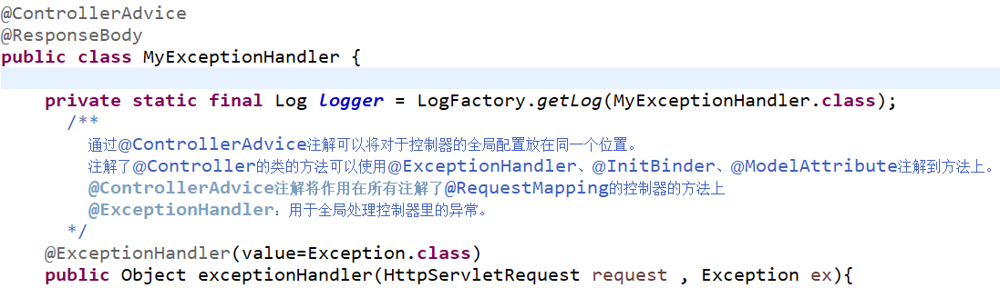 @ControllerAdvice
@ResponseBody
public class MyExceptionHandler {
private static final Log logger = LogFactory.getLog(MyExceptionHandler.class);
/**
通过@ControllerAdvice注解可以将对于控制器的全局配置放在同一个位置。
注解了@Controller的类的方法可以使用@ExceptionHandler、@InitBinder、@ModelAttribute注解到方法上。
@ControllerAdvice注解将作用在所有注解了@RequestMapping的控制器的方法上
@ExceptionHandler：用于全局处理控制器里的异常。
*/
@ExceptionHandler(value=Exception.class)
public Object exceptionHandler(HttpServletRequest request , Exception ex){